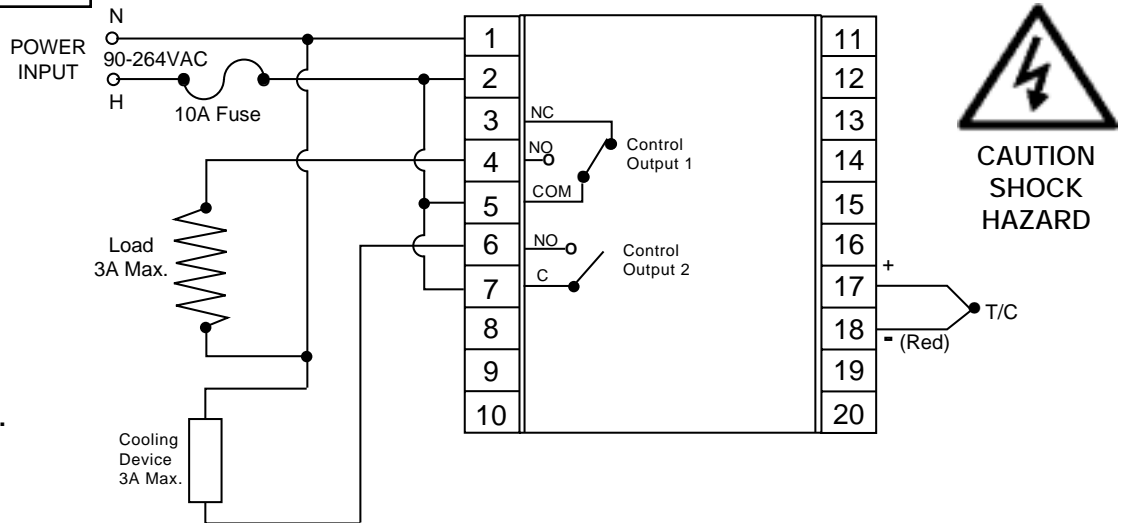 N
POWER
INPUT
90-264VAC
H
10A Fuse
Load
3A Max.
Cooling
Device
3A Max.
.
1
2
3
4
5
6
7
8
9
10
NC
NO
COM
Control
Output 1
NO
C
Control
Output 2
11
12
13
14
15
16
17
18
19
20
+
- (Red)
T/C
CAUTION
SHOCK
HAZARD